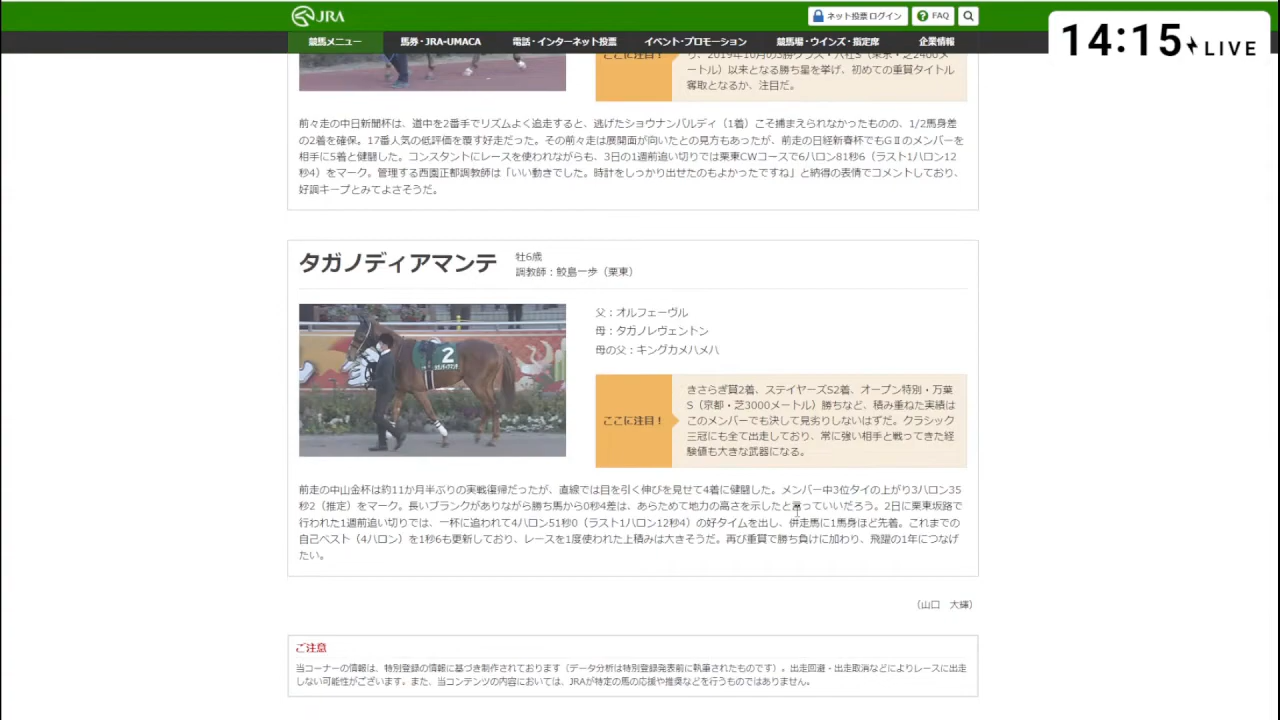 JRA
ネット投票ログイン
FAQ
競馬メニュー
馬券・JRA-UMACA
電話・インターネット投票
イベント・プロモーション
競馬場・ウインズ・指定席
企業情報
14:15
LIVE
ここに注目！
り、2019年10月の3勝クラス・六社S（東京・芝2400メ
ートル）以来となる勝ち星を挙げ、初めての重賞タイトル
奪取となるか、注目だ。
前々走の中日新聞杯は、道中を2番手でリズムよく追走すると、逃げたショウナンバルディ（1着）こそ捕まえられなかったものの、1/2馬身差
の2着を確保。17番人気の低評価を覆す好走だった。その前々走は展開面が向いたとの見方もあったが、前走の日経新春杯でもGⅡのメンバーを
相手に5着と健闘した。コンスタントにレースを使われながらも、3日の1週前追い切りでは栗東CWコースで6ハロン81秒6（ラスト1ハロン12
秒4）をマーク。管理する西園正都調教師は「いい動きでした。時計をしっかり出せたのもよかったですね」と納得の表情でコメントしており、
好調キープとみてよさそうだ。
タガノディアマンテ
牡6歳
調教師：鮫島一歩（栗東）
父：オルフェーヴル
母：タガノレヴェントン
母の父：キングカメハメハ
2
ここに注目！
きさらぎ賞2着、ステイヤーズS2着、オープン特別・万葉
S（京都・芝3000メートル）勝ちなど、積み重ねた実績は
このメンバーでも決して見劣りしないはずだ。クラシック
三冠にも全て出走しており、常に強い相手と戦ってきた経
験値も大きな武器になる。
前走の中山金杯は約11か月半ぶりの実戦復帰だったが、直線では目を引く伸びを見せて4着に健闘した。メンバー中3位タイの上がり3ハロン35
秒2（推定）をマーク。長いブランクがありながら勝ち馬から0秒4差は、あらためて地力の高さを示したと言っていいだろう。2日に栗東坂路で
行われた1週前追い切りでは、一杯に追われて4ハロン51秒0（ラスト1ハロン12秒4）の好タイムを出し、併走馬に1馬身ほど先着。これまでの
自己ベスト（4ハロン）を1秒6も更新しており、レースを1度使われた上積みは大きそうだ。再び重賞で勝ち負けに加わり、飛躍の1年につなげ
たい。
（山口　大輝）
ご注意
当コーナーの情報は、特別登録の情報に基づき制作されております（データ分析は特別登録発表前に執筆されたものです）。出走回避・出走取消などによりレースに出走
しない可能性がございます。また、当コンテンツの内容においては、JRAが特定の馬の応援や推奨などを行うものではありません。